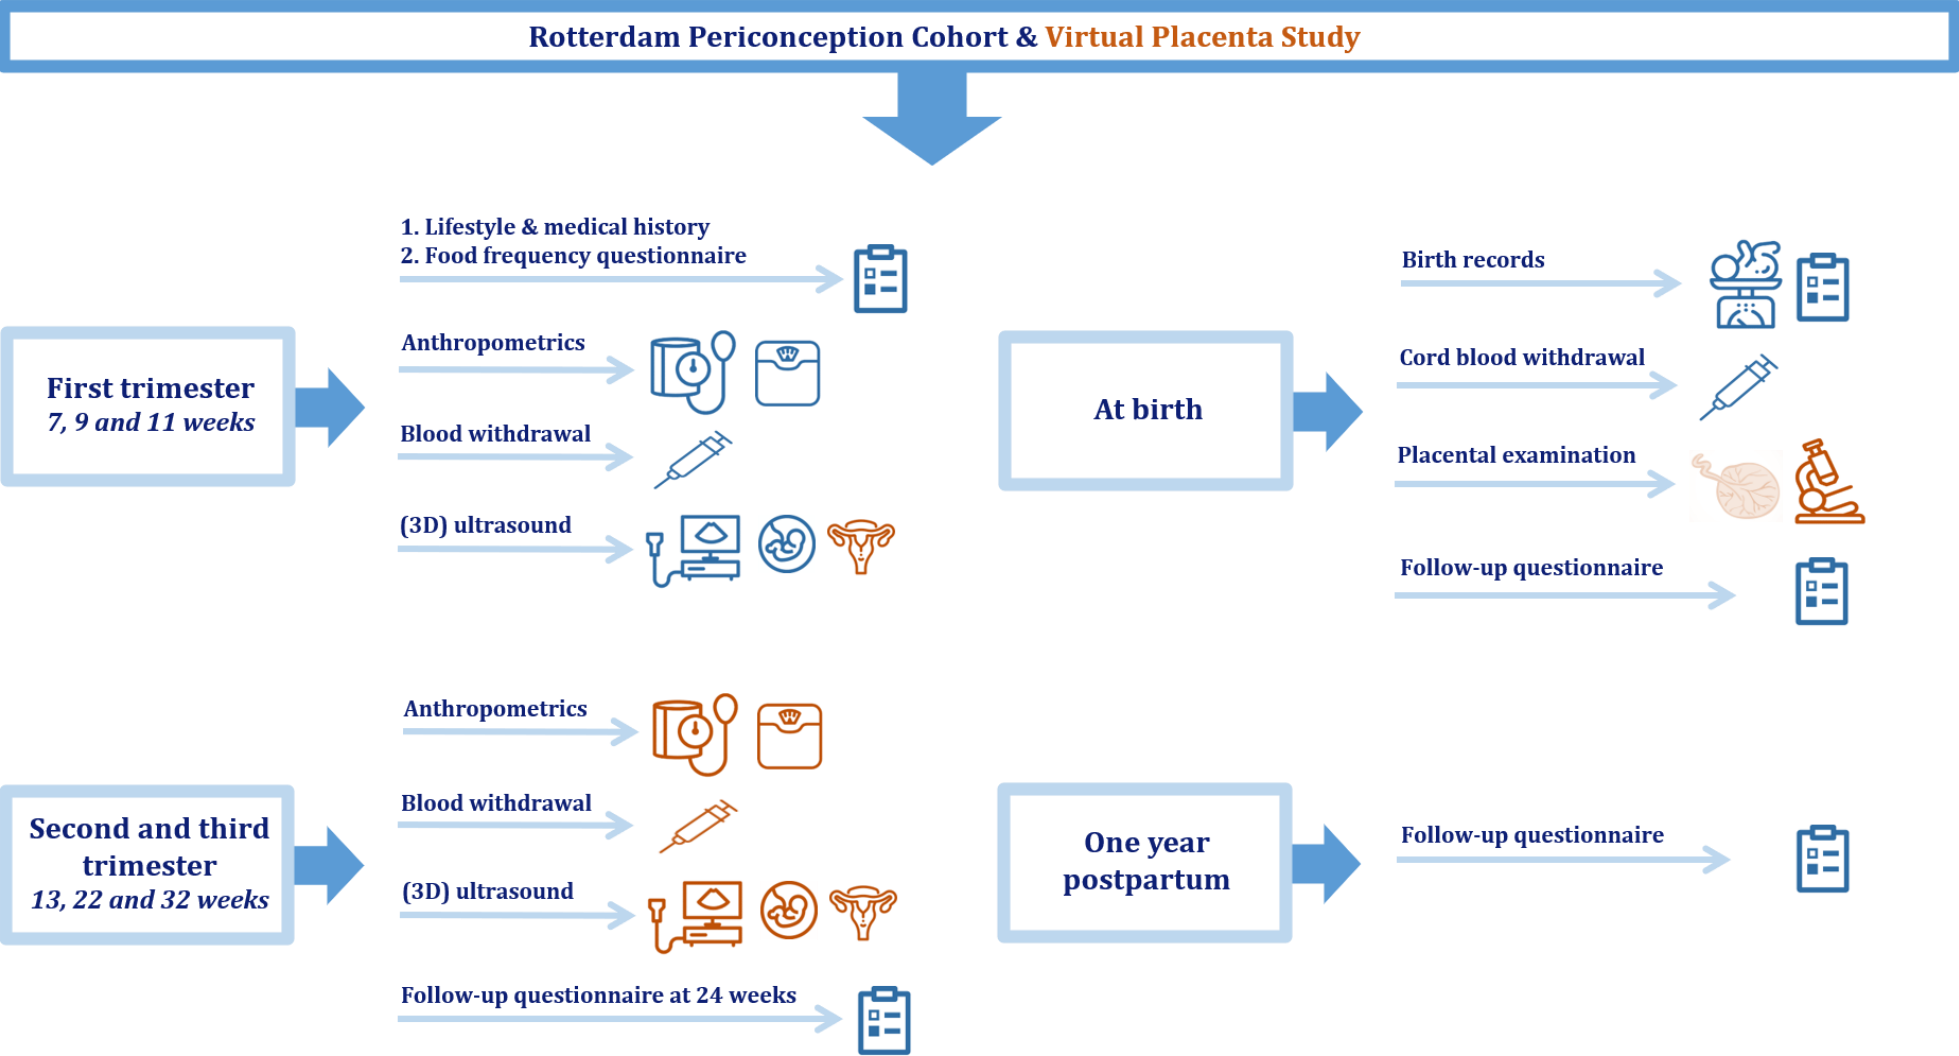 Rotterdam Periconception Cohort & Virtual Placenta Study
First trimester
7, 9 and 11 weeks
1. Lifestyle & medical history
2. Food frequency questionnaire
Anthropometrics
Blood withdrawal
(3D) ultrasound
Second and third
trimester
13, 22 and 32 weeks
Anthropometrics
Blood withdrawal
(3D) ultrasound
Follow-up questionnaire at 24 weeks
At birth
Birth records
Cord blood withdrawal
Placental examination
Follow-up questionnaire
One year
postpartum
Follow-up questionnaire